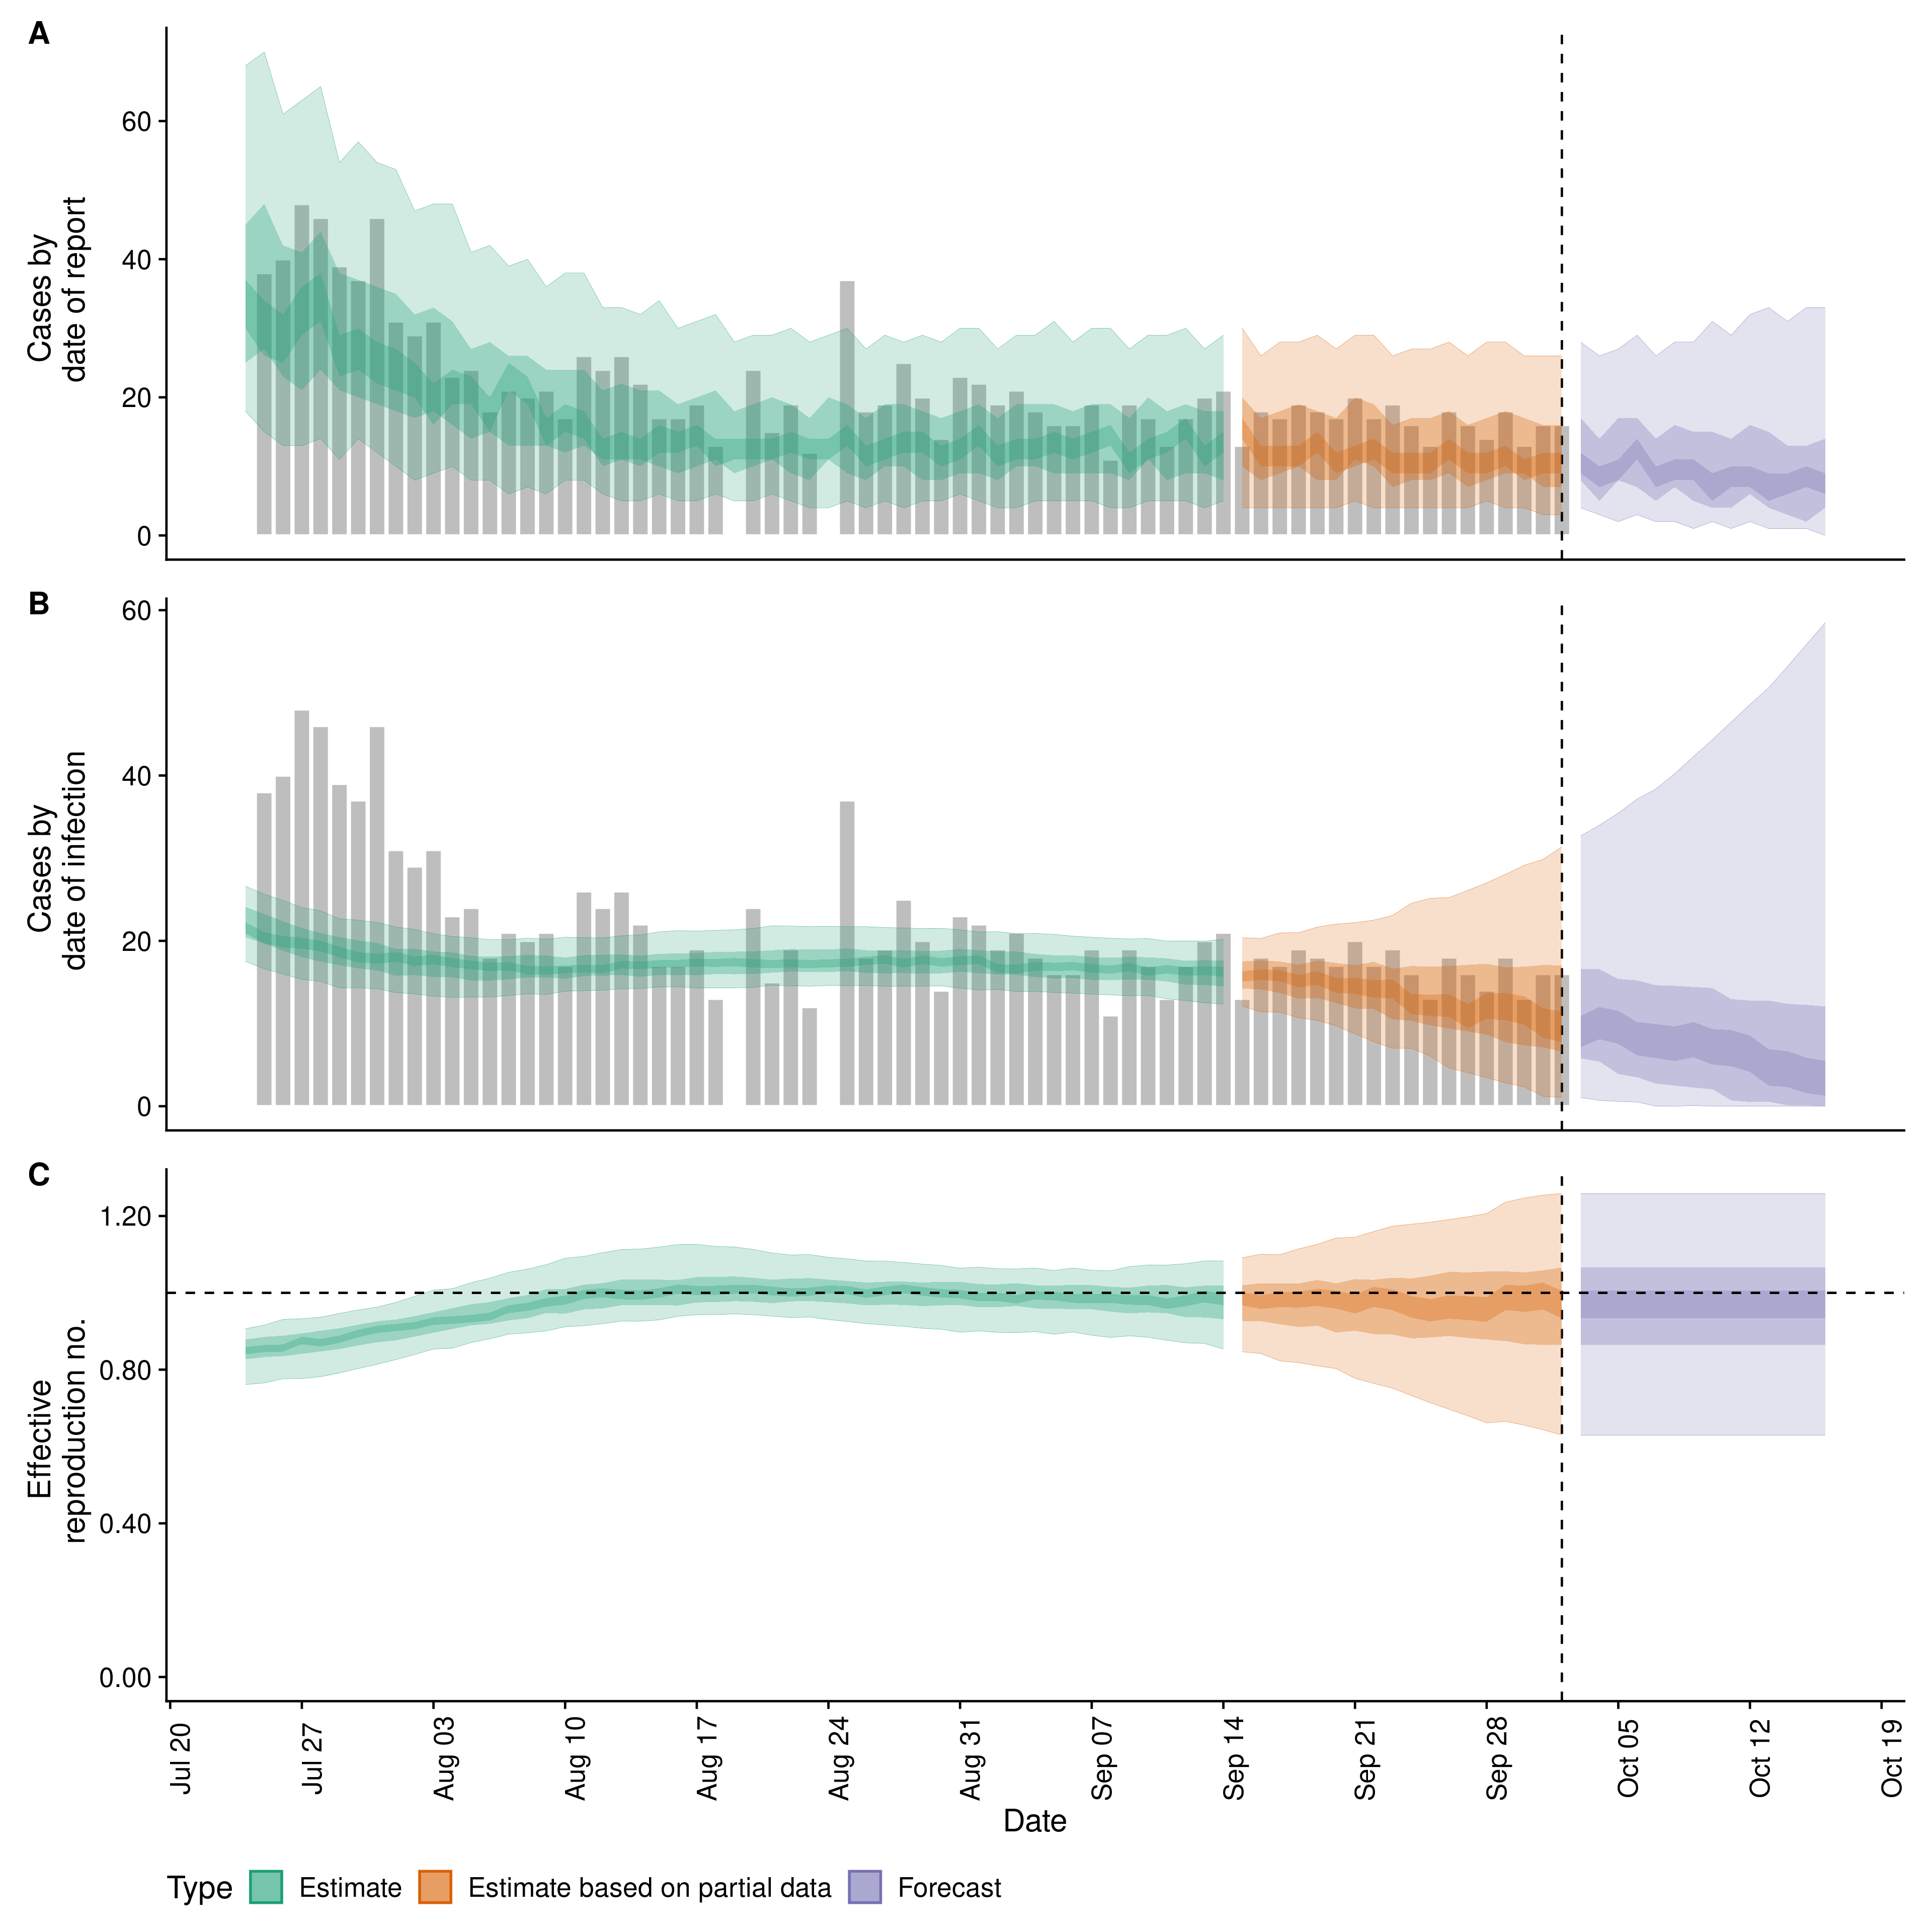 A
Cases by
date of report
60
40
20
0
B
Cases by
date of infection
60
40
20
0
C
Effective
reproduction no.
1.20
0.80
0.40
0.00
Jul 20
Jul 27
Aug 03
Aug 10
Aug 17
Aug 24
Aug 31
Sep 07
Sep 14
Sep 21
Sep 28
Oct 05
Oct 12
Oct 19
Date
Type Estimate Estimate based on partial data Forecast